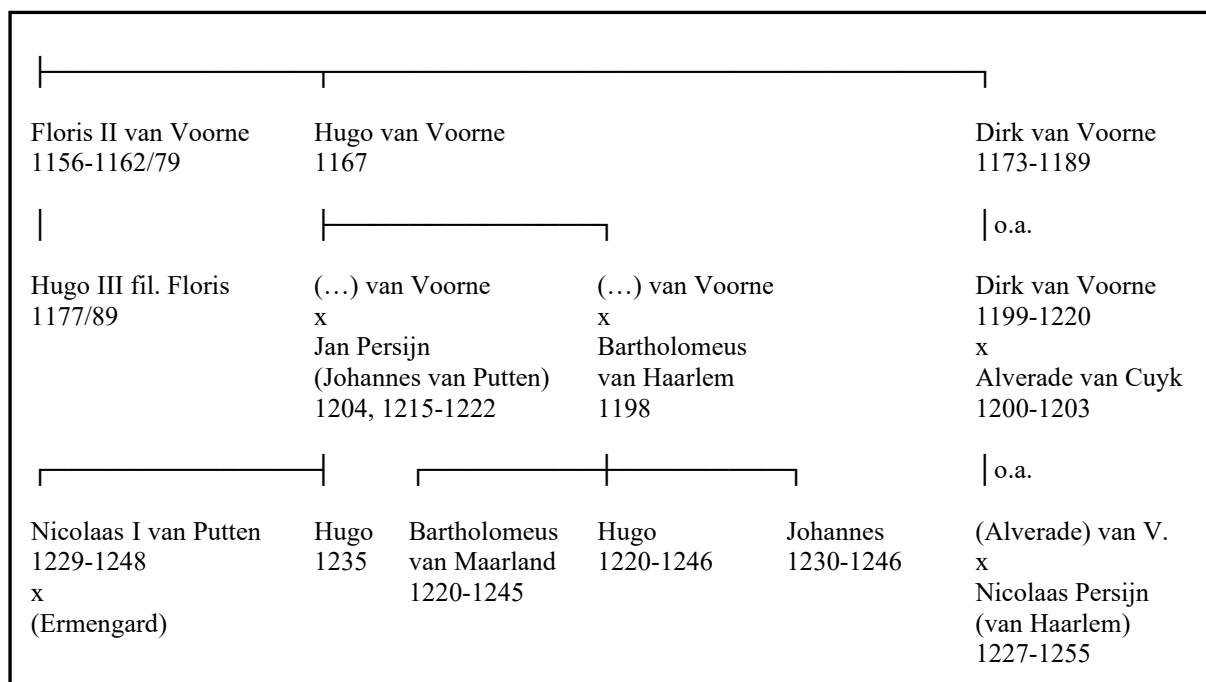 Floris II van Voorne Hugo van Voorne Dirk van Voorne
1156-1162/79 1167 1173-1189
o.a.
Hugo III fil. Floris (…) van Voorne (…) van Voorne Dirk van Voorne
1177/89 x x 1199-1220
Jan Persijn Bartholomeus x
(Johannes van Putten) van Haarlem Alverade van Cuyk
1204, 1215-1222 1198 1200-1203
o.a.
Nicolaas I van Putten Hugo Bartholomeus Hugo Johannes (Alverade) van V.
1229-1248 1235 van Maarland 1220-1246 1230-1246 x
x 1220-1245 Nicolaas Persijn
(Ermengard) (van Haarlem)
1227-1255